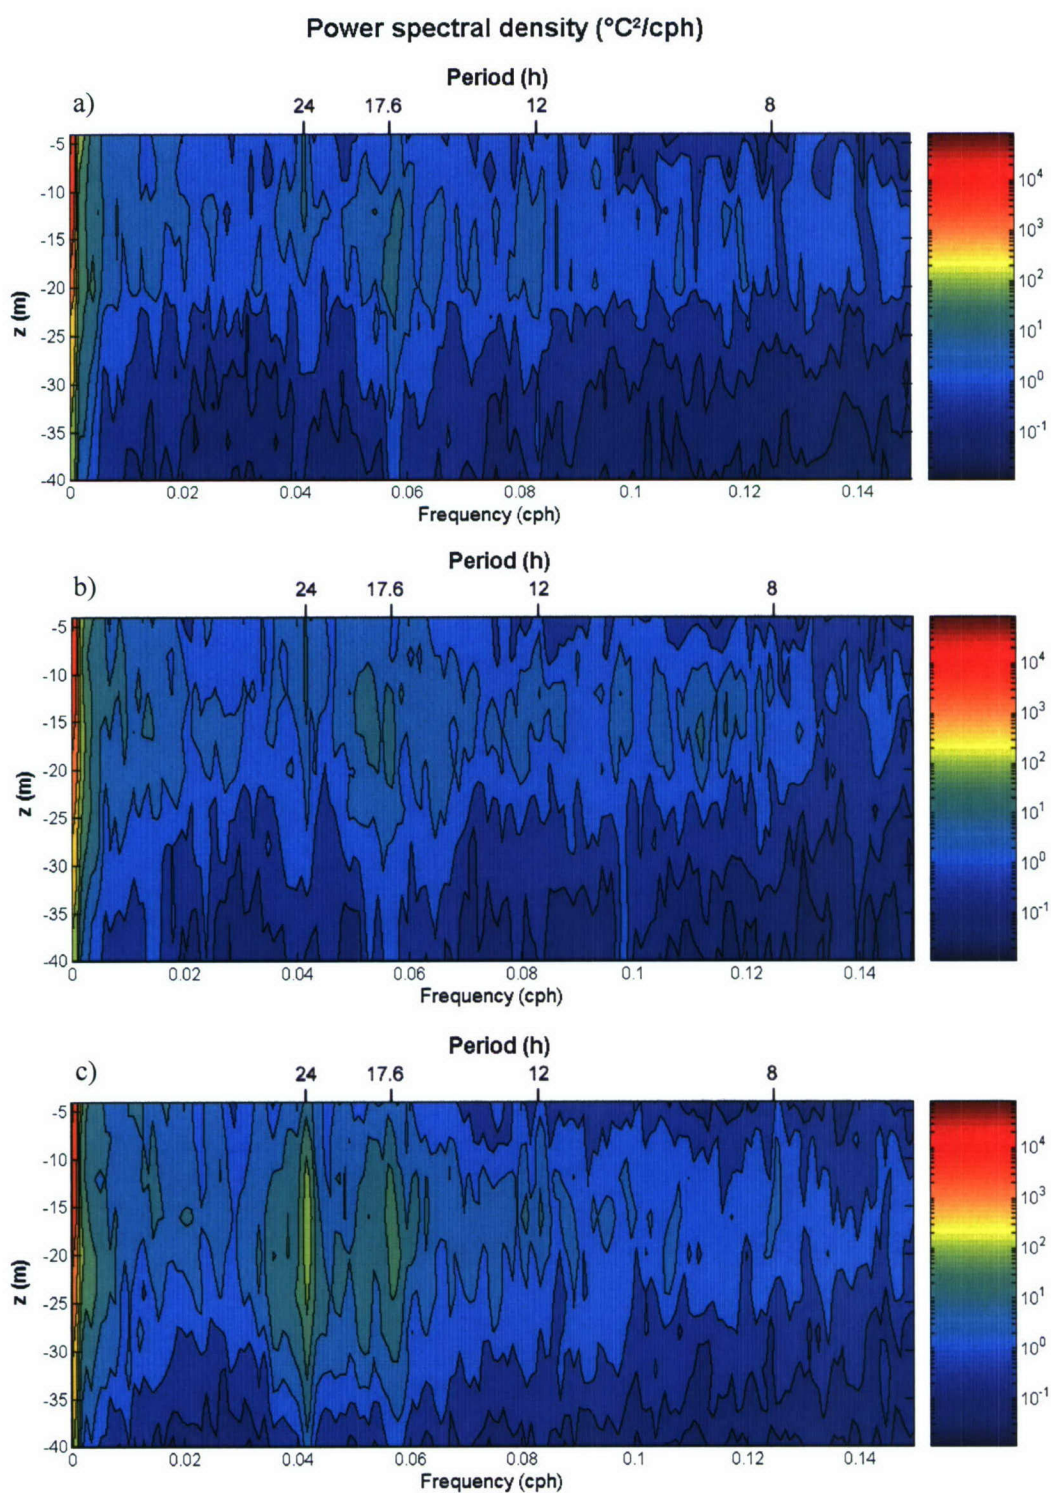 Power spectral density (°C²/cph)
Period (h)
a)
24 17.6 12 8
-5
-10
-15
-20
-25
-30
-35
-40
z (m)
0 0.02 0.04 0.06 0.08 0.1 0.12 0.14
Frequency (cph)
10⁴
10³
10²
10¹
10⁰
10⁻¹
Period (h)
b)
24 17.6 12 8
-5
-10
-15
-20
-25
-30
-35
-40
z (m)
0 0.02 0.04 0.06 0.08 0.1 0.12 0.14
Frequency (cph)
10⁴
10³
10²
10¹
10⁰
10⁻¹
Period (h)
c)
24 17.6 12 8
-5
-10
-15
-20
-25
-30
-35
-40
z (m)
0 0.02 0.04 0.06 0.08 0.1 0.12 0.14
Frequency (cph)
10⁴
10³
10²
10¹
10⁰
10⁻¹